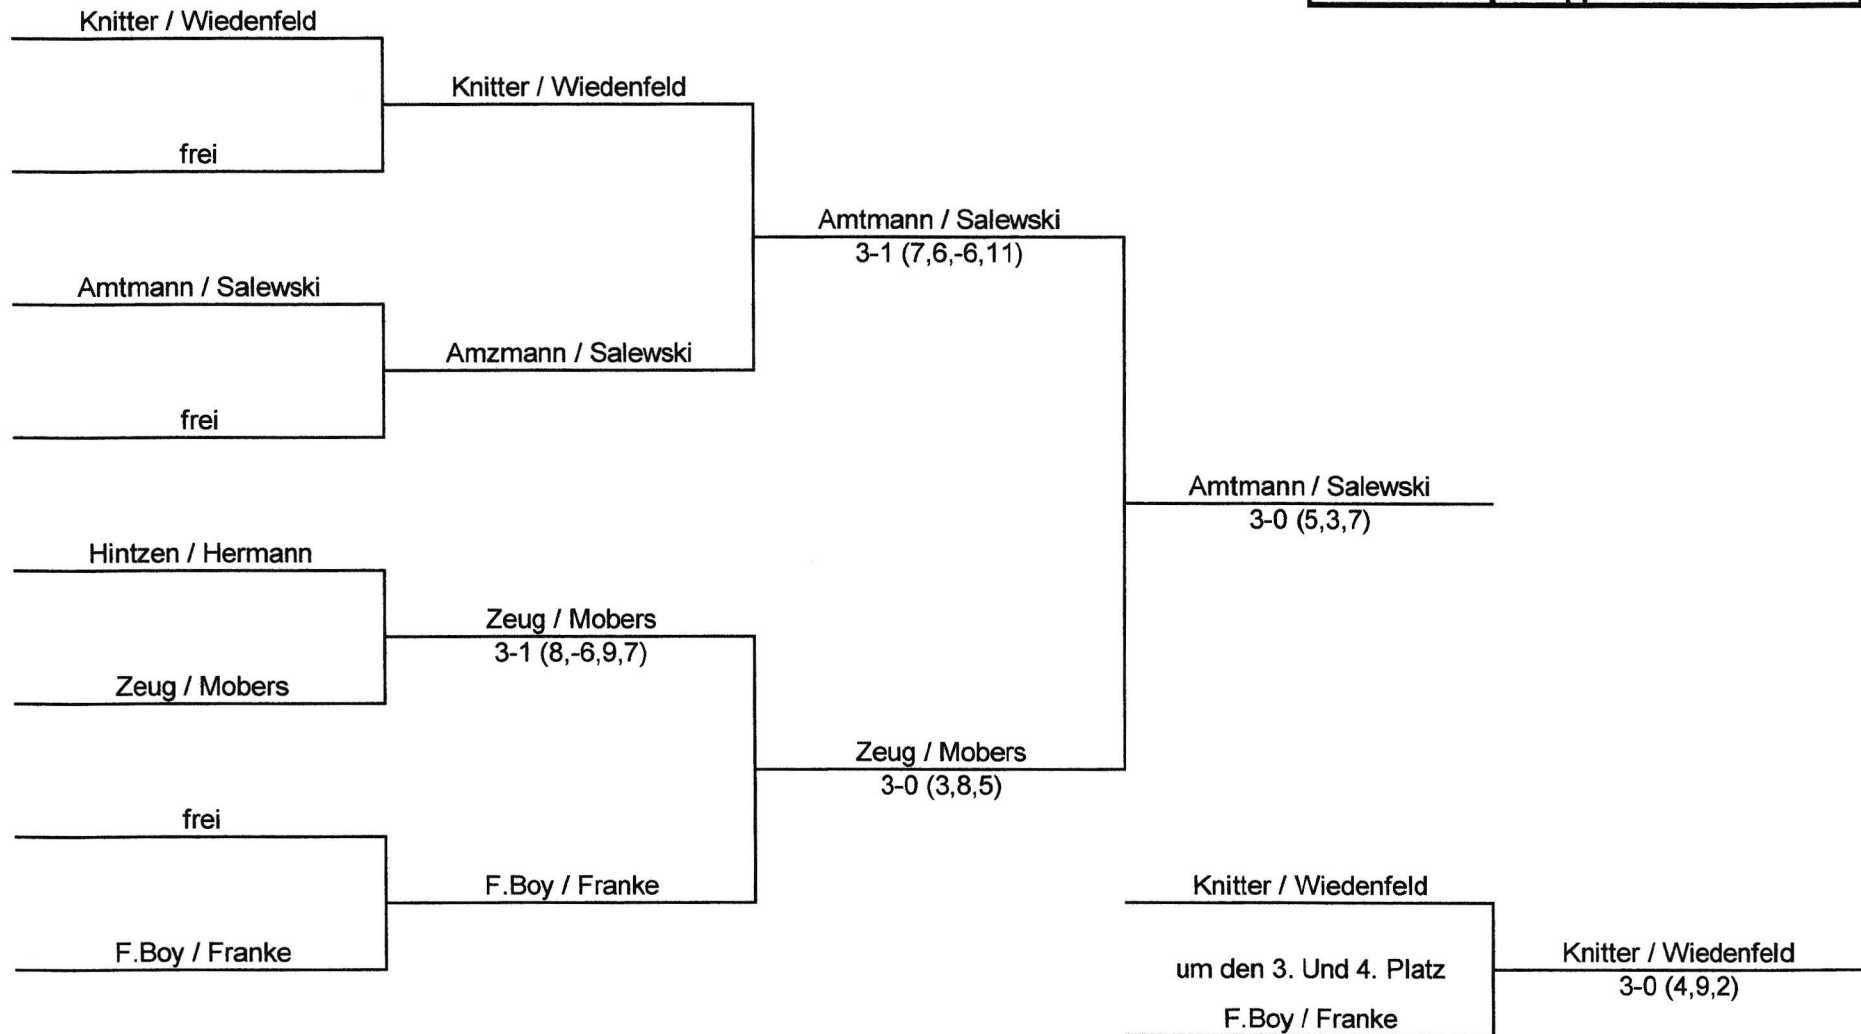 Knitter / Wiedenfeld
Knitter / Wiedenfeld
frei
Amtmann / Salewski
3-1 (7,6,-6,11)
Amtmann / Salewski
Amzmann / Salewski
frei
Amtmann / Salewski
3-0 (5,3,7)
Hintzen / Hermann
Zeug / Mobers
3-1 (8,-6,9,7)
Zeug / Mobers
Zeug / Mobers
3-0 (3,8,5)
frei
F.Boy / Franke
Knitter / Wiedenfeld
F.Boy / Franke
Knitter / Wiedenfeld
um den 3. Und 4. Platz
3-0 (4,9,2)
F.Boy / Franke